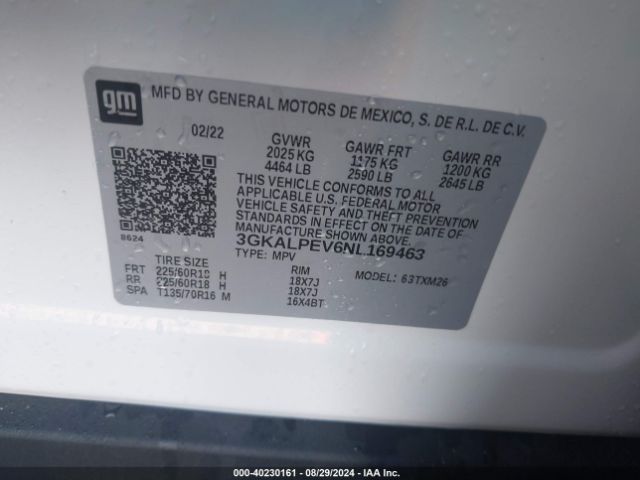 gm
MFD BY GENERAL MOTORS DE MEXICO, S. DE R.L. DE C.V.
02/22 GVWR GAWR FRT GAWR RR
2025 KG 1175 KG 1200 KG
4464 LB 2590 LB 2645 LB
THIS VEHICLE CONFORMS TO ALL
APPLICABLE U.S. FEDERAL MOTOR
VEHICLE SAFETY AND THEFT
PREVENTION STANDARDS IN EFFECT
ON THE DATE OF MANUFACTURE SHOWN ABOVE.
3GKALPEV6NL169463
8624
TYPE: MPV
TIRE SIZE RIM MODEL: 63TXM26
FRT 225/60R18 H 18X7J
RR 225/60R18 H 18X7J
SPA T135/70R16 M 16X4BT
000-40230161 - 08/29/2024 - IAA Inc.